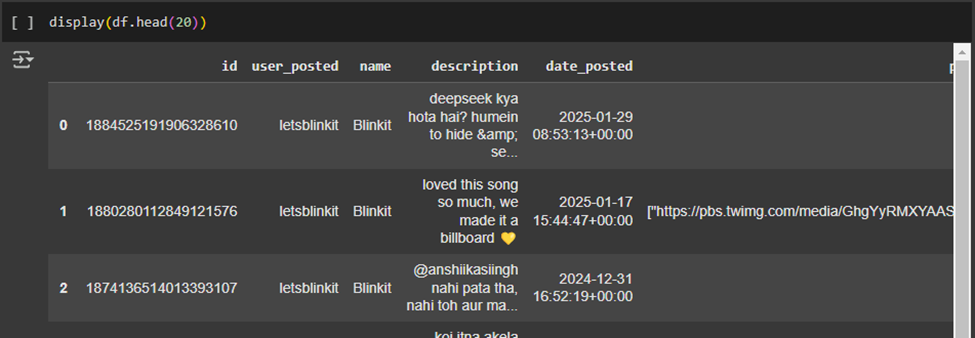 [ ] display(df.head(20))
id user_posted name description date_posted p
0 1884525191906328610 letsblinkit Blinkit deepseek kya
hota hai? humein
to hide &amp;
se... 2025-01-29
08:53:13+00:00
1 1880280112849121576 letsblinkit Blinkit loved this song
so much, we
made it a
billboard 💛 2025-01-17
15:44:47+00:00 ["https://pbs.twimg.com/media/GhgYyRMXYAAS
2 1874136514013393107 letsblinkit Blinkit @anshiikasiingh
nahi pata tha,
nahi toh aur ma... 2024-12-31
16:52:19+00:00
koi itna akela